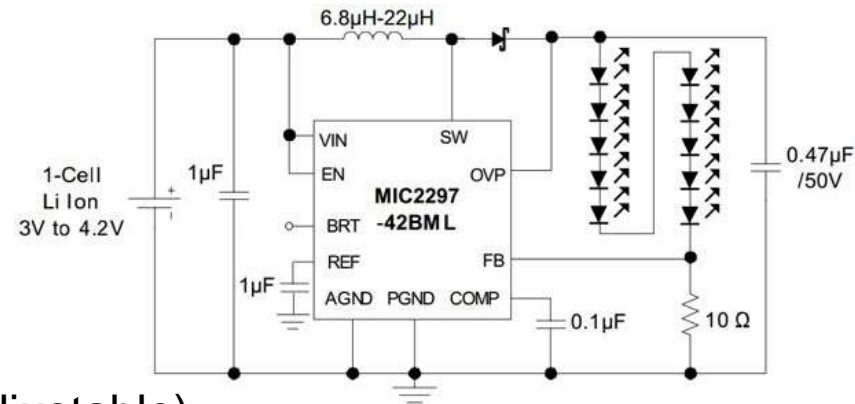 6.8µH-22µH
VIN
SW
EN
OVP
MIC2297
-42BML
BRT
REF
FB
AGND PGND COMP
1-Cell
Li Ion
3V to 4.2V
+
-
1µF
1µF
0.1µF
10 Ω
0.47µF
/50V